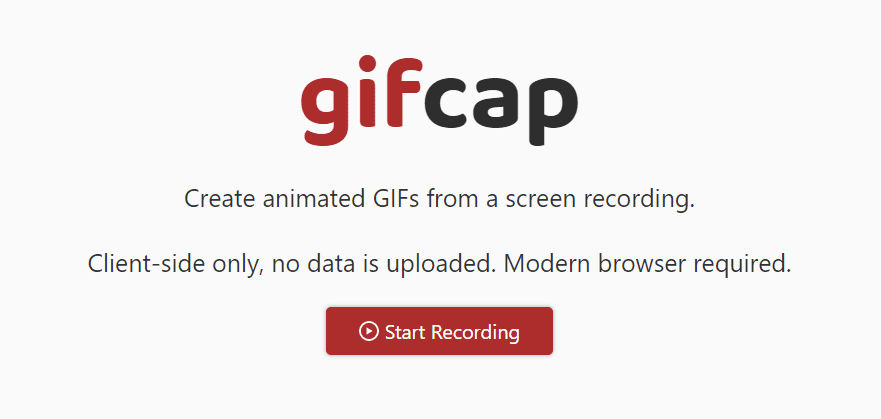 gifcap
Create animated GIFs from a screen recording.
Client-side only, no data is uploaded. Modern browser required.
Start Recording